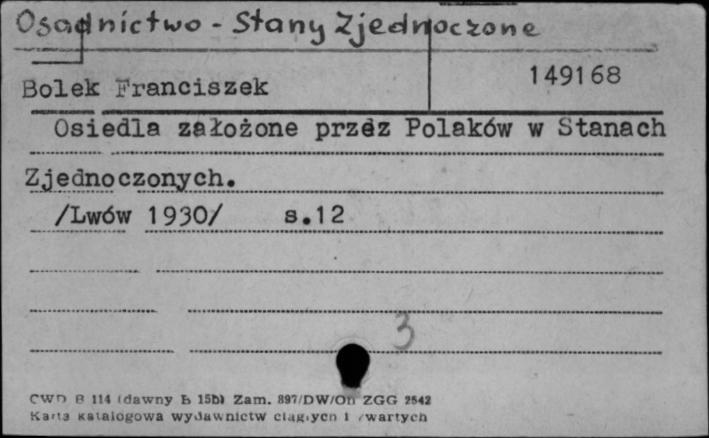 Osadnictwo - Stany Zjednoczone
Bolek Franciszek 149168
Osiedla założone przez Polaków w Stanach
Zjednoczonych.
/Lwów 1930/ s.12
3
CWD B 114 (dawny B 15b) Zam. 897/DW/On ZGG 2542
Karta katalogowa wydawnictw ciągłych i zwartych